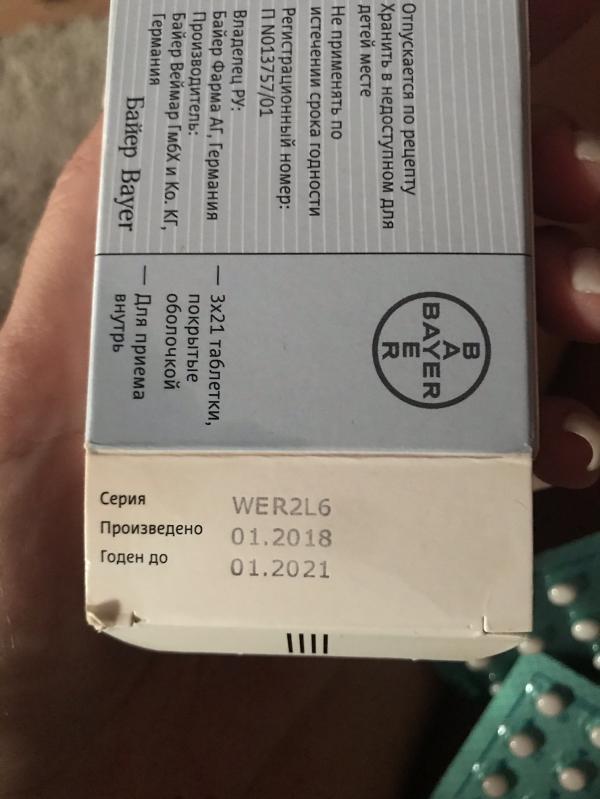 Отпускается по рецепту
Хранить в недоступном для
детей месте
Не применять по
истечении срока годности
Регистрационный номер:
П N013757/01
Владелец РУ:
Байер Фарма АГ, Германия
Производитель:
Байер Веймар ГмбХ и Ко. КГ,
Германия
Байер Bayer
BAYER
BAYER
— 3x21 таблетки,
покрытые
оболочкой
— Для приема
внутрь
Серия WER2L6
Произведено 01.2018
Годен до 01.2021